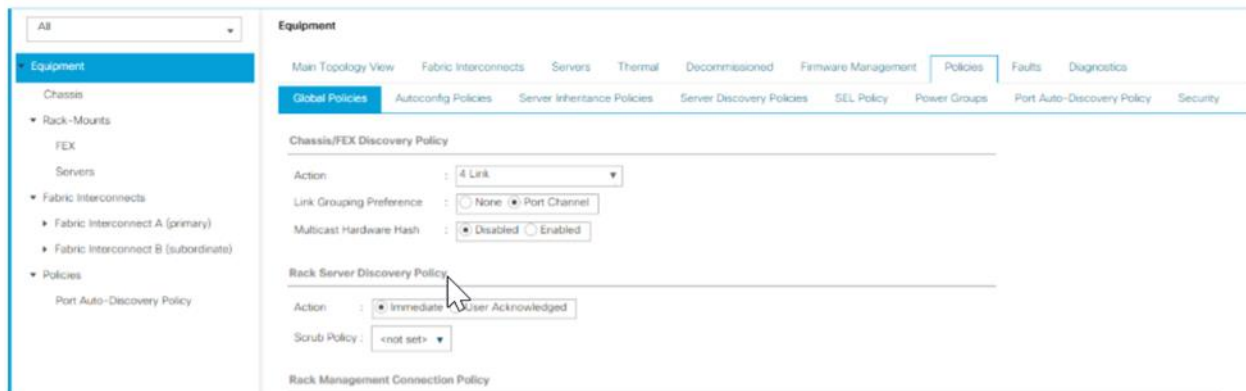 All
Equipment
Chassis
Rack-Mounts
FEX
Servers
Fabric Interconnects
Fabric Interconnect A (primary)
Fabric Interconnect B (subordinate)
Policies
Port Auto-Discovery Policy
Equipment
Main Topology View Fabric Interconnects Servers Thermal Decommissioned Firmware Management Policies Faults Diagnostics
Global Policies Autoconfig Policies Server Inheritance Policies Server Discovery Policies SEL Policy Power Groups Port Auto-Discovery Policy Security
Chassis/FEX Discovery Policy
Action : 4 Link
Link Grouping Preference : None Port Channel
Multicast Hardware Hash : Disabled Enabled
Rack Server Discovery Policy
Action : Immediate User Acknowledged
Scrub Policy : <not set>
Rack Management Connection Policy